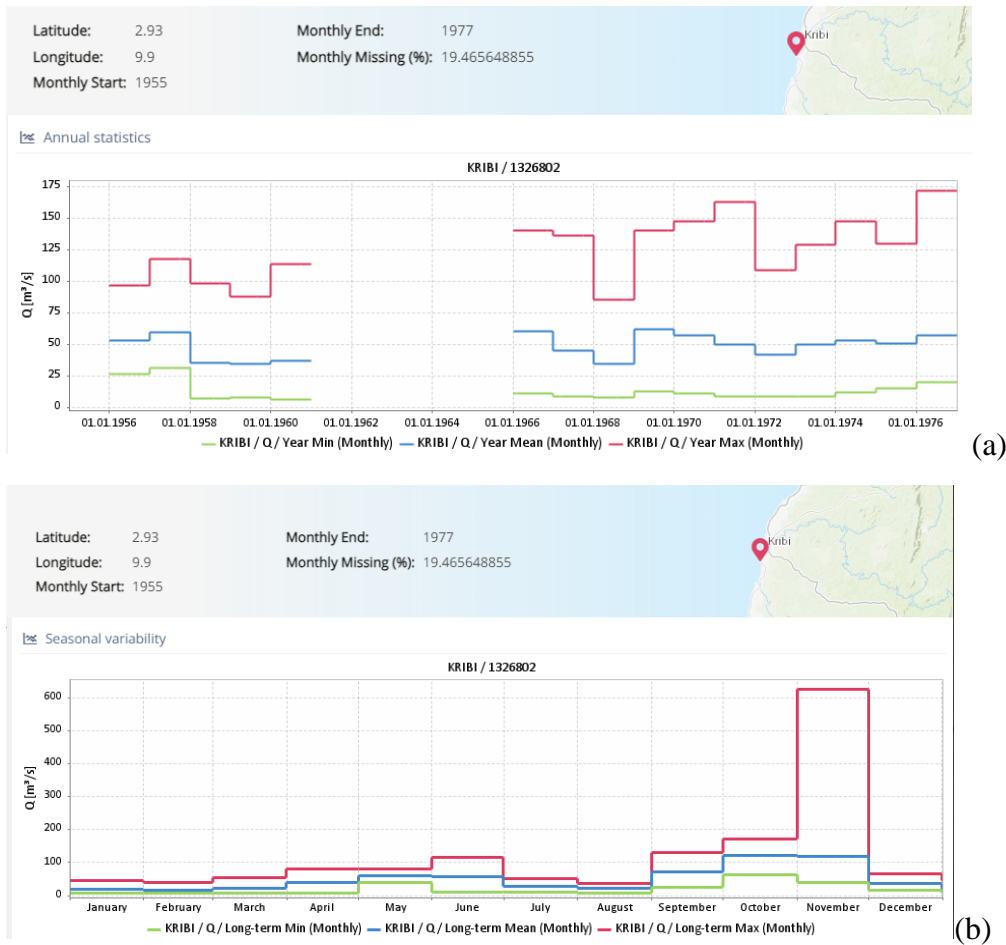 Latitude: 2.93 Monthly End: 1977
Longitude: 9.9 Monthly Missing (%): 19.465648855
Monthly Start: 1955
Kribi
Annual statistics
KRIBI / 1326802
175
150
125
100
75
50
25
0
Q [m³/s]
01.01.1956 01.01.1958 01.01.1960 01.01.1962 01.01.1964 01.01.1966 01.01.1968 01.01.1970 01.01.1972 01.01.1974 01.01.1976
KRIBI / Q / Year Min (Monthly) KRIBI / Q / Year Mean (Monthly) KRIBI / Q / Year Max (Monthly)
(a)
Latitude: 2.93 Monthly End: 1977
Longitude: 9.9 Monthly Missing (%): 19.465648855
Monthly Start: 1955
Kribi
Seasonal variability
KRIBI / 1326802
600
500
400
300
200
100
0
Q [m³/s]
January February March April May June July August September October November December
KRIBI / Q / Long-term Min (Monthly) KRIBI / Q / Long-term Mean (Monthly) KRIBI / Q / Long-term Max (Monthly)
(b)